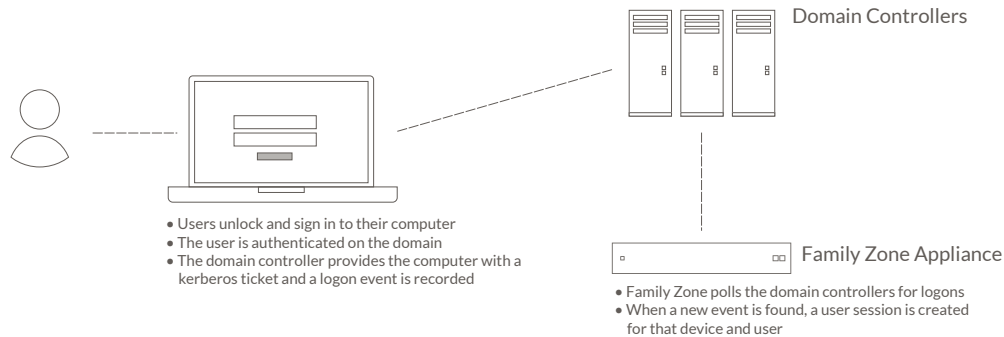 Domain Controllers
• Users unlock and sign in to their computer
• The user is authenticated on the domain
• The domain controller provides the computer with a
kerberos ticket and a logon event is recorded
Family Zone Appliance
• Family Zone polls the domain controllers for logons
• When a new event is found, a user session is created
for that device and user